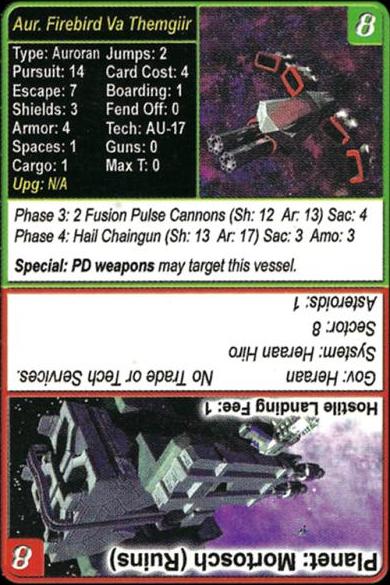 Aur. Firebird Va Themgiir
8
Type: Auroran Jumps: 2
Pursuit: 14 Card Cost: 4
Escape: 7 Boarding: 1
Shields: 3 Fend Off: 0
Armor: 4 Tech: AU-17
Spaces: 1 Guns: 0
Cargo: 1 Max T: 0
Upg: N/A
Phase 3: 2 Fusion Pulse Cannons (Sh: 12 Ar: 13) Sac: 4
Phase 4: Hail Chaingun (Sh: 13 Ar: 17) Sac: 3 Amo: 3
Special: PD weapons may target this vessel.
Planet: Mortosch (Ruins)
8
Hostile Landing Fee: 1
Gov: Heraan No Trade or Tech Services.
System: Heraan Hiro
Sector: 8
Asteroids: 1